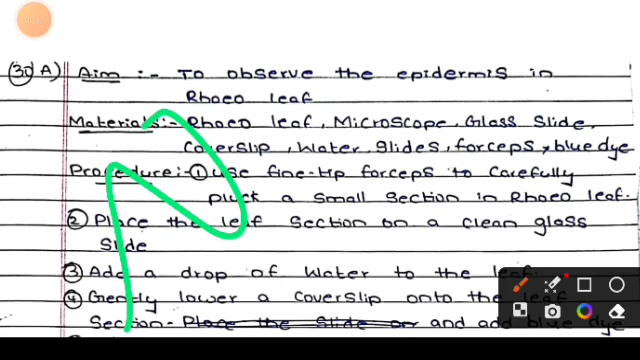 30 A) Aim :- To observe the epidermis in
Rhoeo leaf
Materials:- Rhoeo leaf, Microscope, Glass Slide,
Coverslip, Water, slides, forceps, blue dye
Procedure:- ① Use fine-tip forceps to carefully
pluck a small section in Rhoeo leaf.
② Place the leaf section on a clean glass
Slide
③ Add a drop of Water to the leaf.
④ Gently lower a Coverslip onto the leaf
Section- Place the Slide on and add blue dye